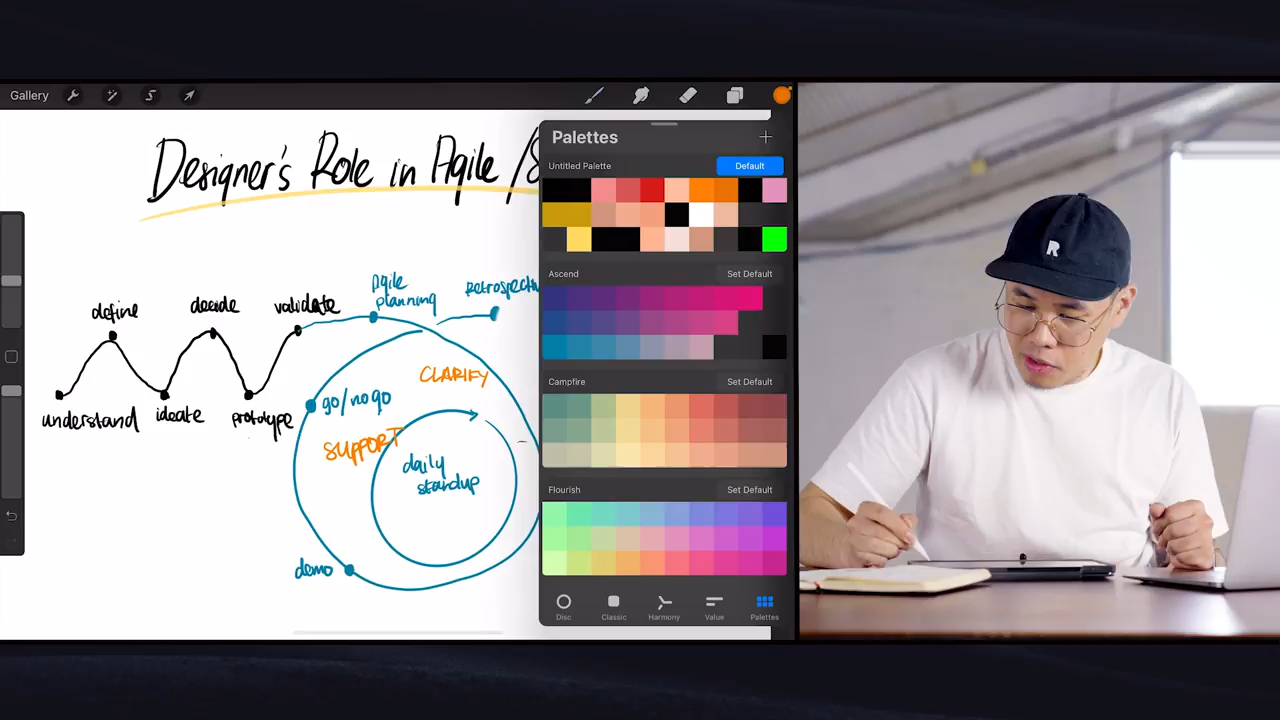 Gallery
Designer's Role in Agile /S
Palettes
Untitled Palette
Default
Ascend
Set Default
Campfire
Set Default
Flourish
Set Default
Disc
Classic
Harmony
Value
Palettes
define
decide
validate
Agile
planning
Retrospectiv
understand
ideate
prototype
go/no go
CLARIFY
SUPPORT
daily
standup
demo
R